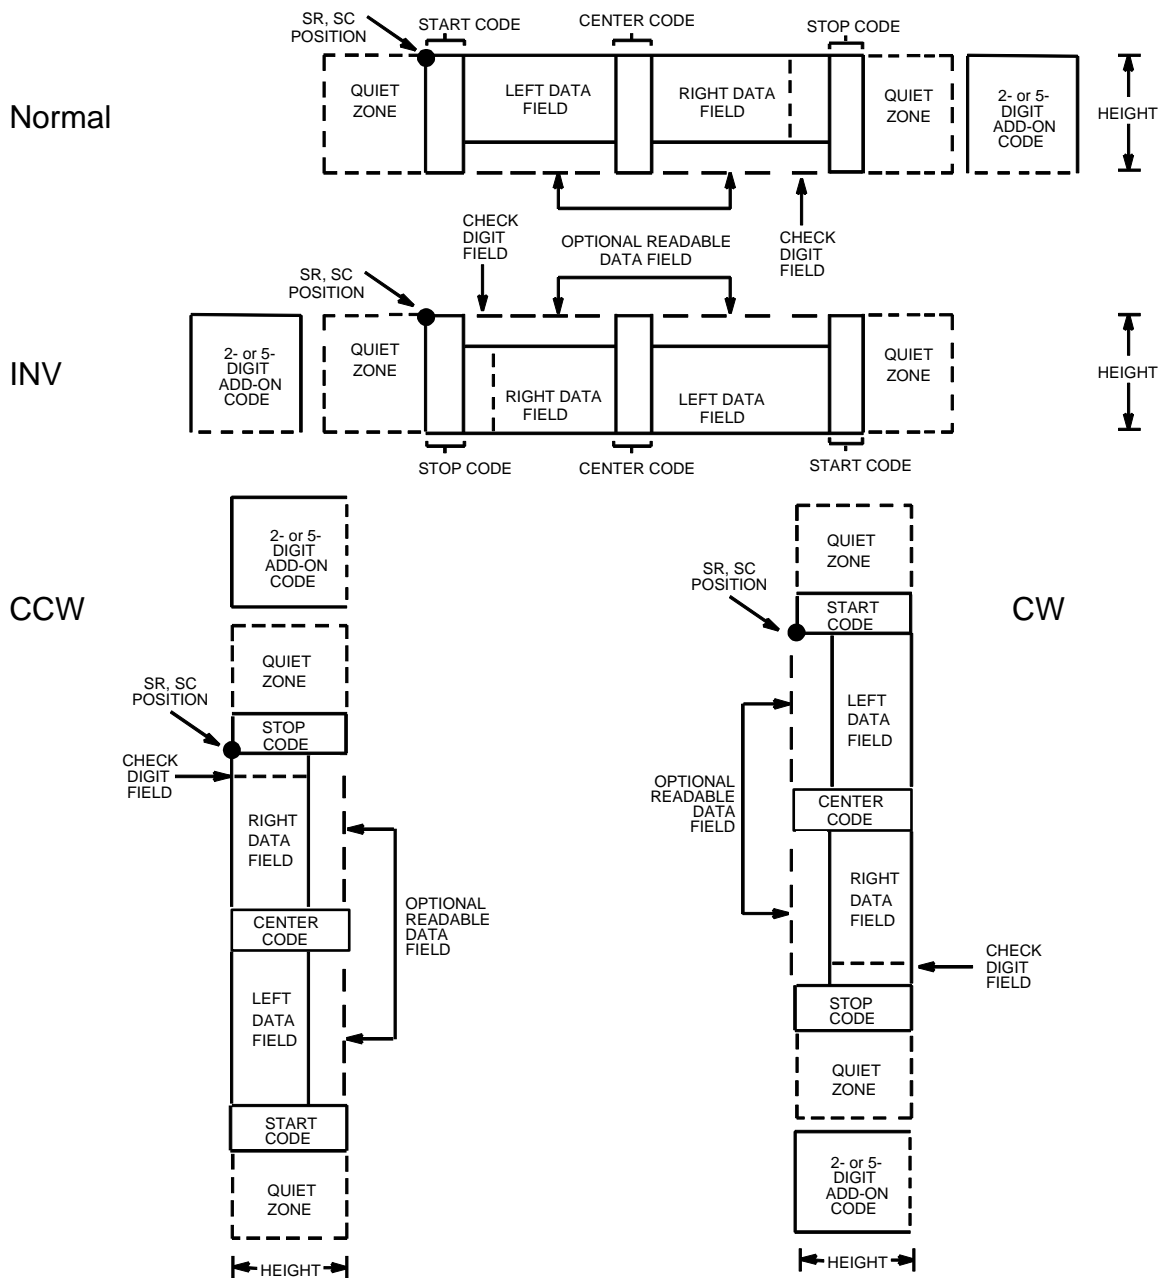 SR, SC
POSITION
START CODE
CENTER CODE
STOP CODE
Normal
QUIET
ZONE
LEFT DATA
FIELD
RIGHT DATA
FIELD
QUIET
ZONE
2- or 5-
DIGIT
ADD-ON
CODE
HEIGHT
CHECK
DIGIT
FIELD
OPTIONAL READABLE
DATA FIELD
CHECK
DIGIT
FIELD
SR, SC
POSITION
INV
2- or 5-
DIGIT
ADD-ON
CODE
QUIET
ZONE
RIGHT DATA
FIELD
LEFT DATA
FIELD
QUIET
ZONE
HEIGHT
STOP CODE
CENTER CODE
START CODE
CCW
2- or 5-
DIGIT
ADD-ON
CODE
QUIET
ZONE
SR, SC
POSITION
STOP
CODE
CHECK
DIGIT
FIELD
RIGHT
DATA
FIELD
CENTER
CODE
OPTIONAL
READABLE
DATA
FIELD
LEFT
DATA
FIELD
START
CODE
QUIET
ZONE
HEIGHT
CW
QUIET
ZONE
SR, SC
POSITION
START
CODE
LEFT
DATA
FIELD
OPTIONAL
READABLE
DATA
FIELD
CENTER
CODE
RIGHT
DATA
FIELD
CHECK
DIGIT
FIELD
STOP
CODE
QUIET
ZONE
2- or 5-
DIGIT
ADD-ON
CODE
HEIGHT